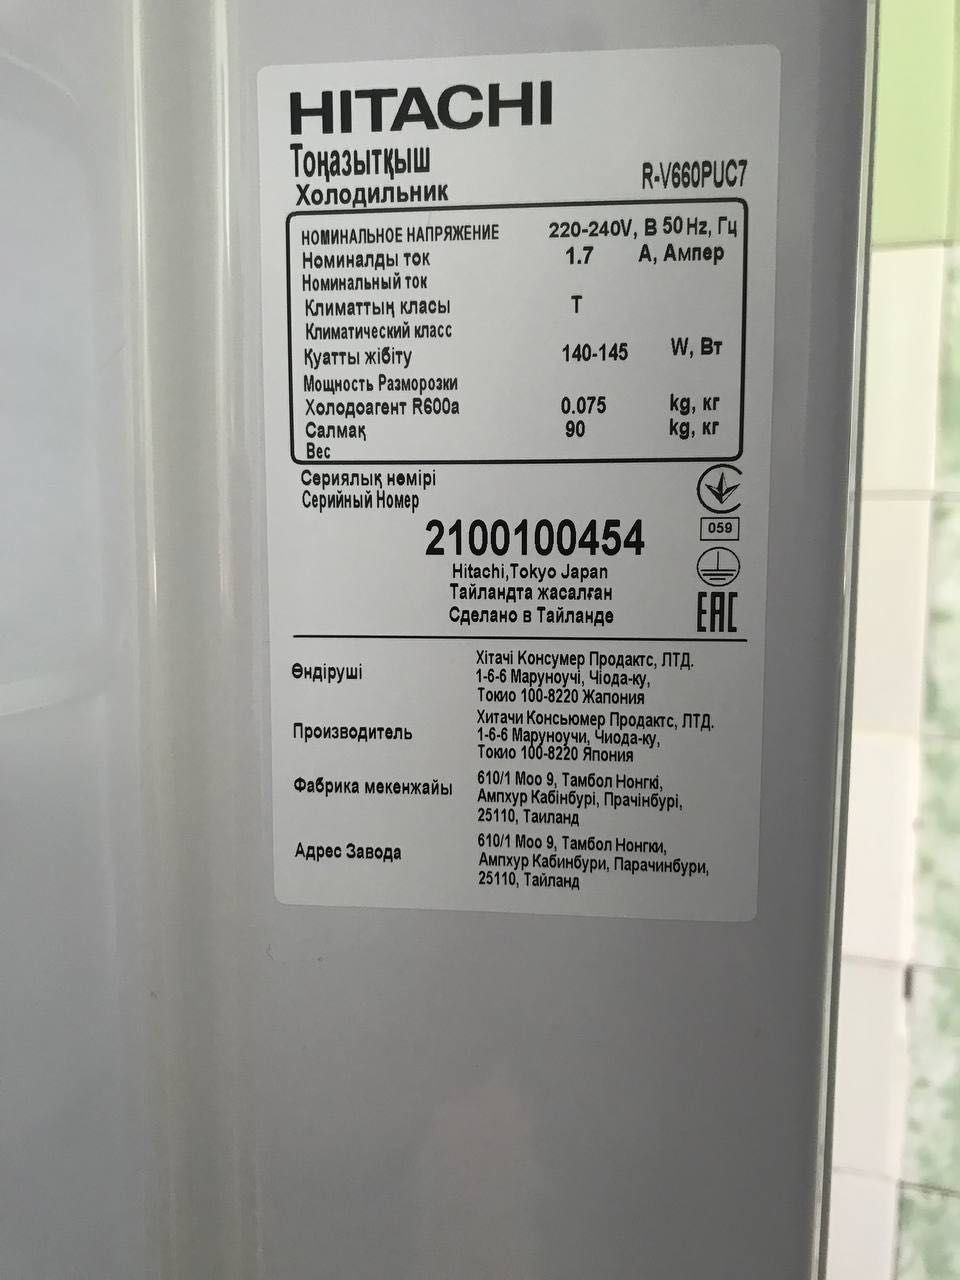 HITACHI
Тоңазытқыш
Холодильник
R-V660PUC7
НОМИНАЛЬНОЕ НАПРЯЖЕНИЕ 220-240V, В 50 Hz, Гц
Номиналды ток 1.7 А, Ампер
Номинальный ток
Климаттың класы T
Климатический класс
Қуатты жібіту 140-145 W, Вт
Мощность Разморозки
Холодоагент R600a 0.075 kg, кг
Салмақ 90 kg, кг
Вес
Сериялық немірі
Серийный Номер
2100100454
059
Hitachi,Tokyo Japan
Тайландта жасалған
Сделано в Тайланде
EAC
Өндіруші
Хітачі Консумер Продактс, ЛТД.
1-6-6 Маруноучі, Чіода-ку,
Токио 100-8220 Жапония
Производитель
Хитачи Консьюмер Продактс, ЛТД.
1-6-6 Маруноучи, Чиода-ку,
Токио 100-8220 Япония
Фабрика мекенжайы
610/1 Моо 9, Тамбол Нонгкі,
Ампхур Кабінбурі, Прачінбурі,
25110, Таиланд
Адрес Завода
610/1 Моо 9, Тамбол Нонгки,
Ампхур Кабинбури, Парачинбури,
25110, Тайланд